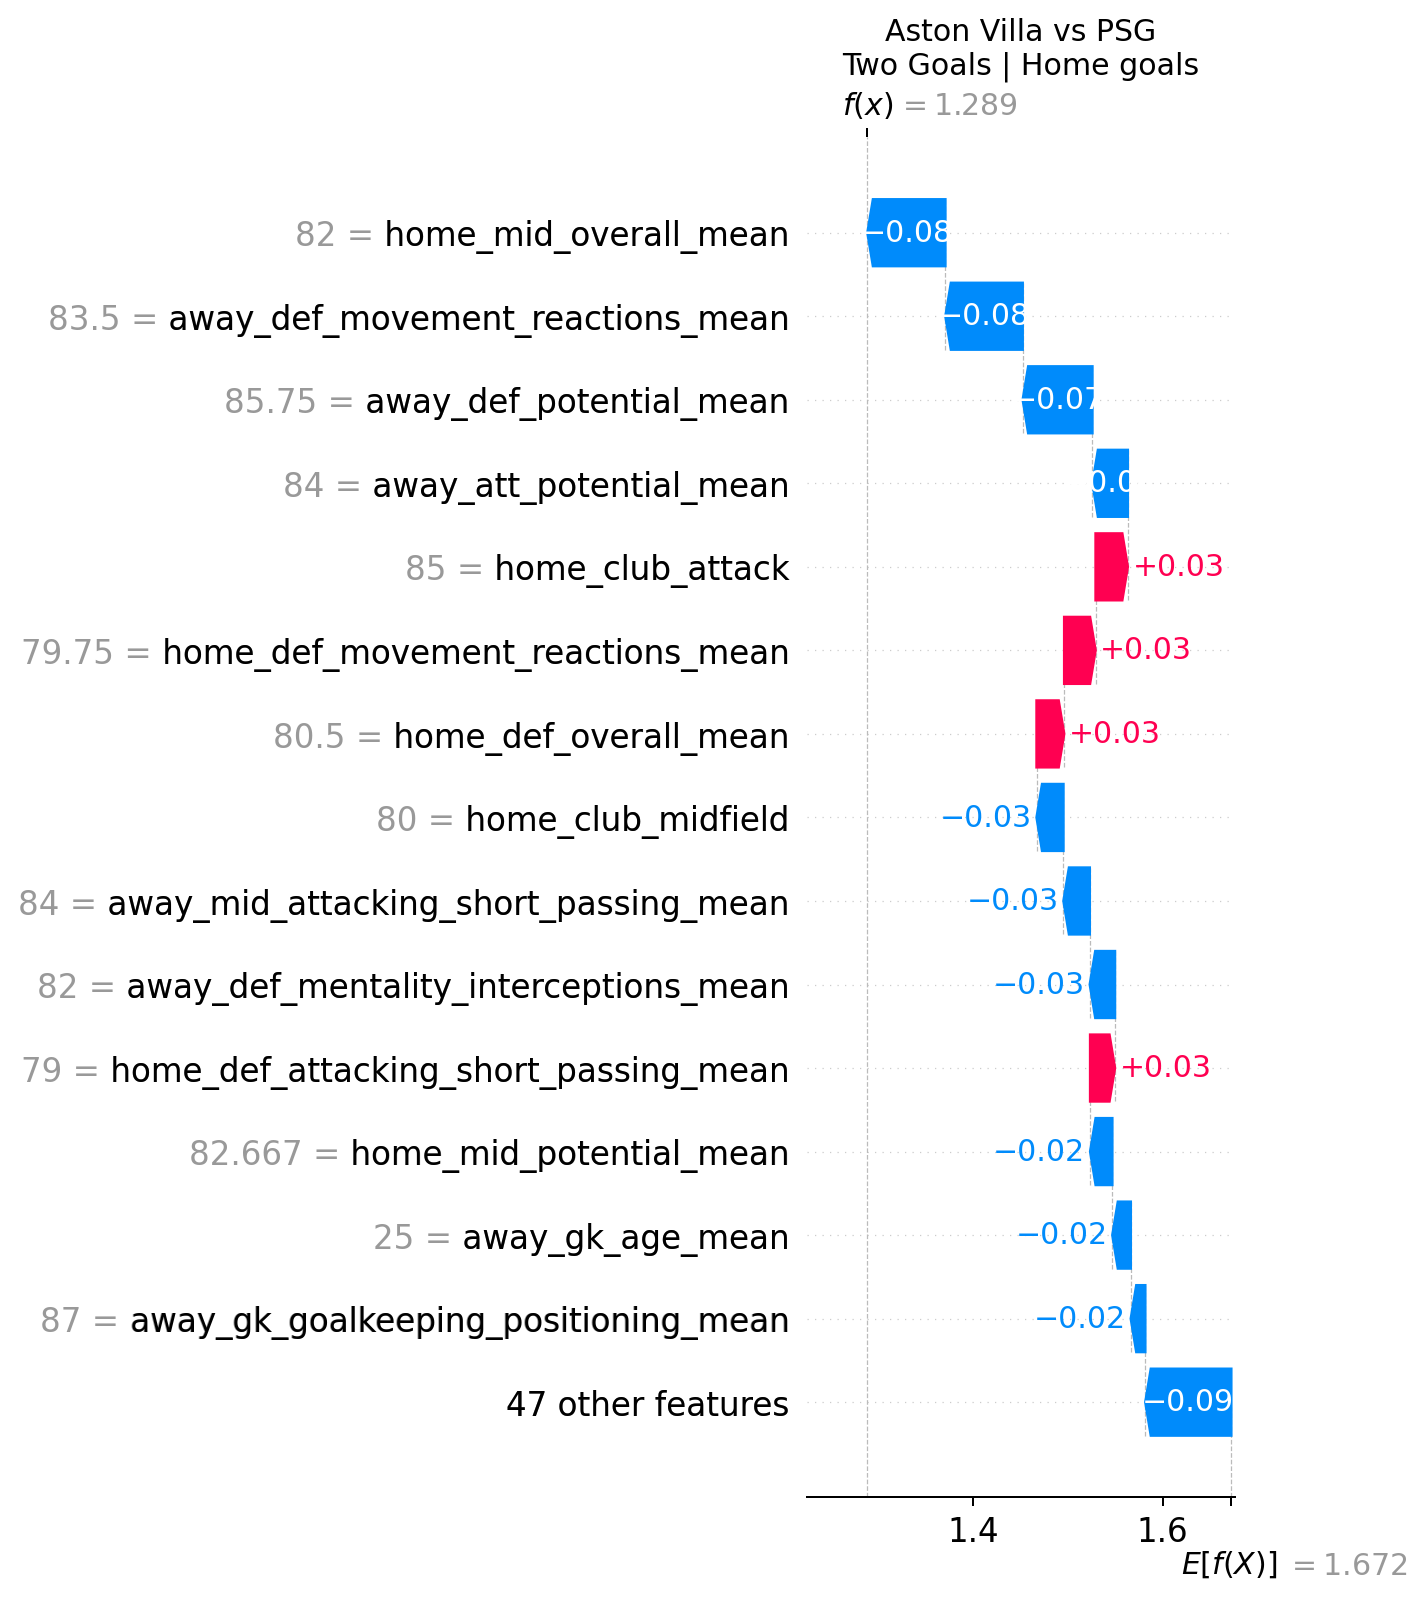 Aston Villa vs PSG
Two Goals | Home goals
f(x) = 1.289
82 = home_mid_overall_mean −0.08
83.5 = away_def_movement_reactions_mean −0.08
85.75 = away_def_potential_mean −0.07
84 = away_att_potential_mean
85 = home_club_attack +0.03
79.75 = home_def_movement_reactions_mean +0.03
80.5 = home_def_overall_mean +0.03
80 = home_club_midfield −0.03
84 = away_mid_attacking_short_passing_mean −0.03
82 = away_def_mentality_interceptions_mean −0.03
79 = home_def_attacking_short_passing_mean +0.03
82.667 = home_mid_potential_mean −0.02
25 = away_gk_age_mean −0.02
87 = away_gk_goalkeeping_positioning_mean −0.02
47 other features −0.09
1.4 1.6
E[f(X)] = 1.672